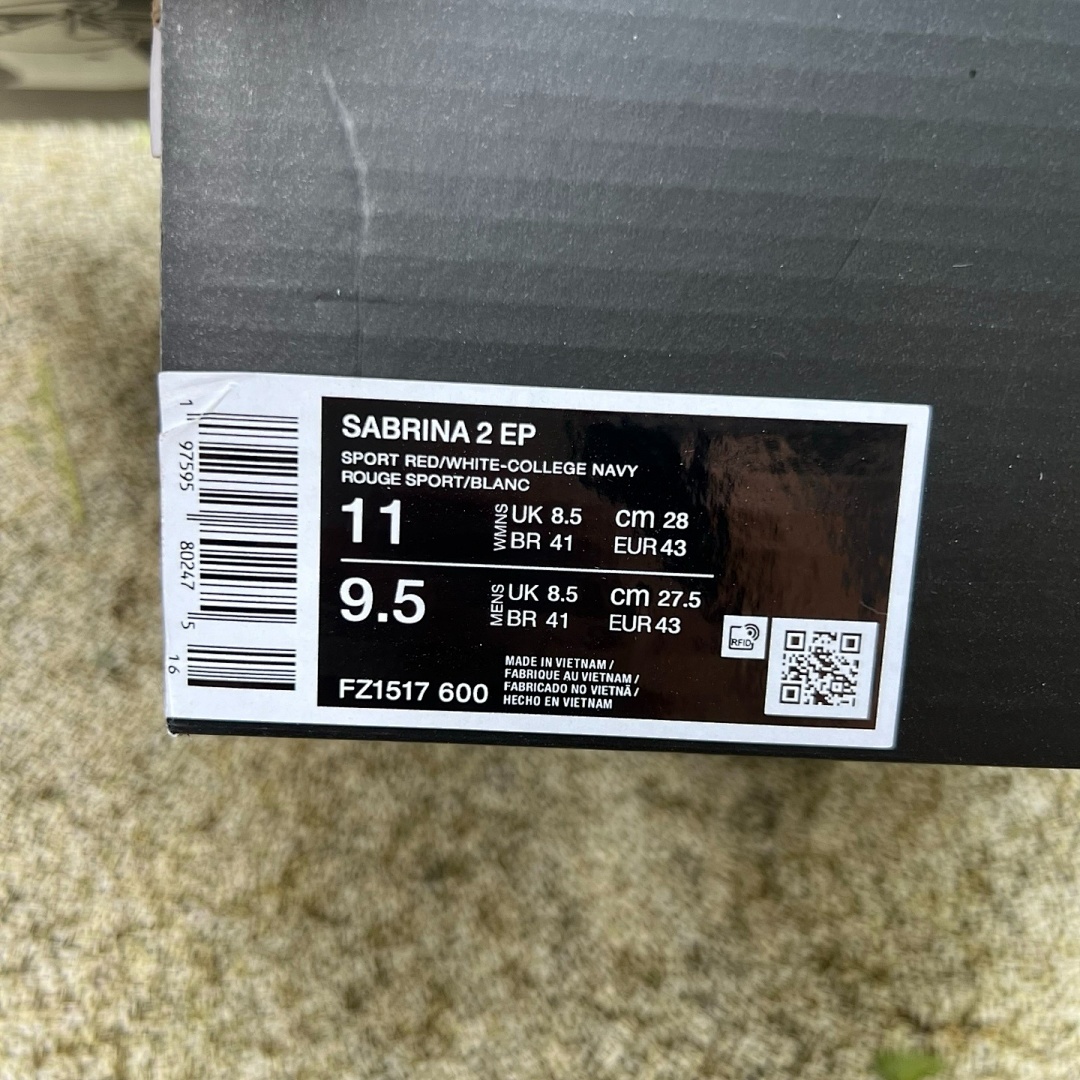 SABRINA 2 EP
SPORT RED/WHITE-COLLEGE NAVY
ROUGE SPORT/BLANC
11 WMNS UK 8.5 cm 28
BR 41 EUR 43
9.5 MENS UK 8.5 cm 27.5
BR 41 EUR 43
FZ1517 600
MADE IN VIETNAM /
FABRIQUE AU VIETNAM /
FABRICADO NO VIETNÃ /
HECHO EN VIETNAM
RFID
1 97595 80247 5 16